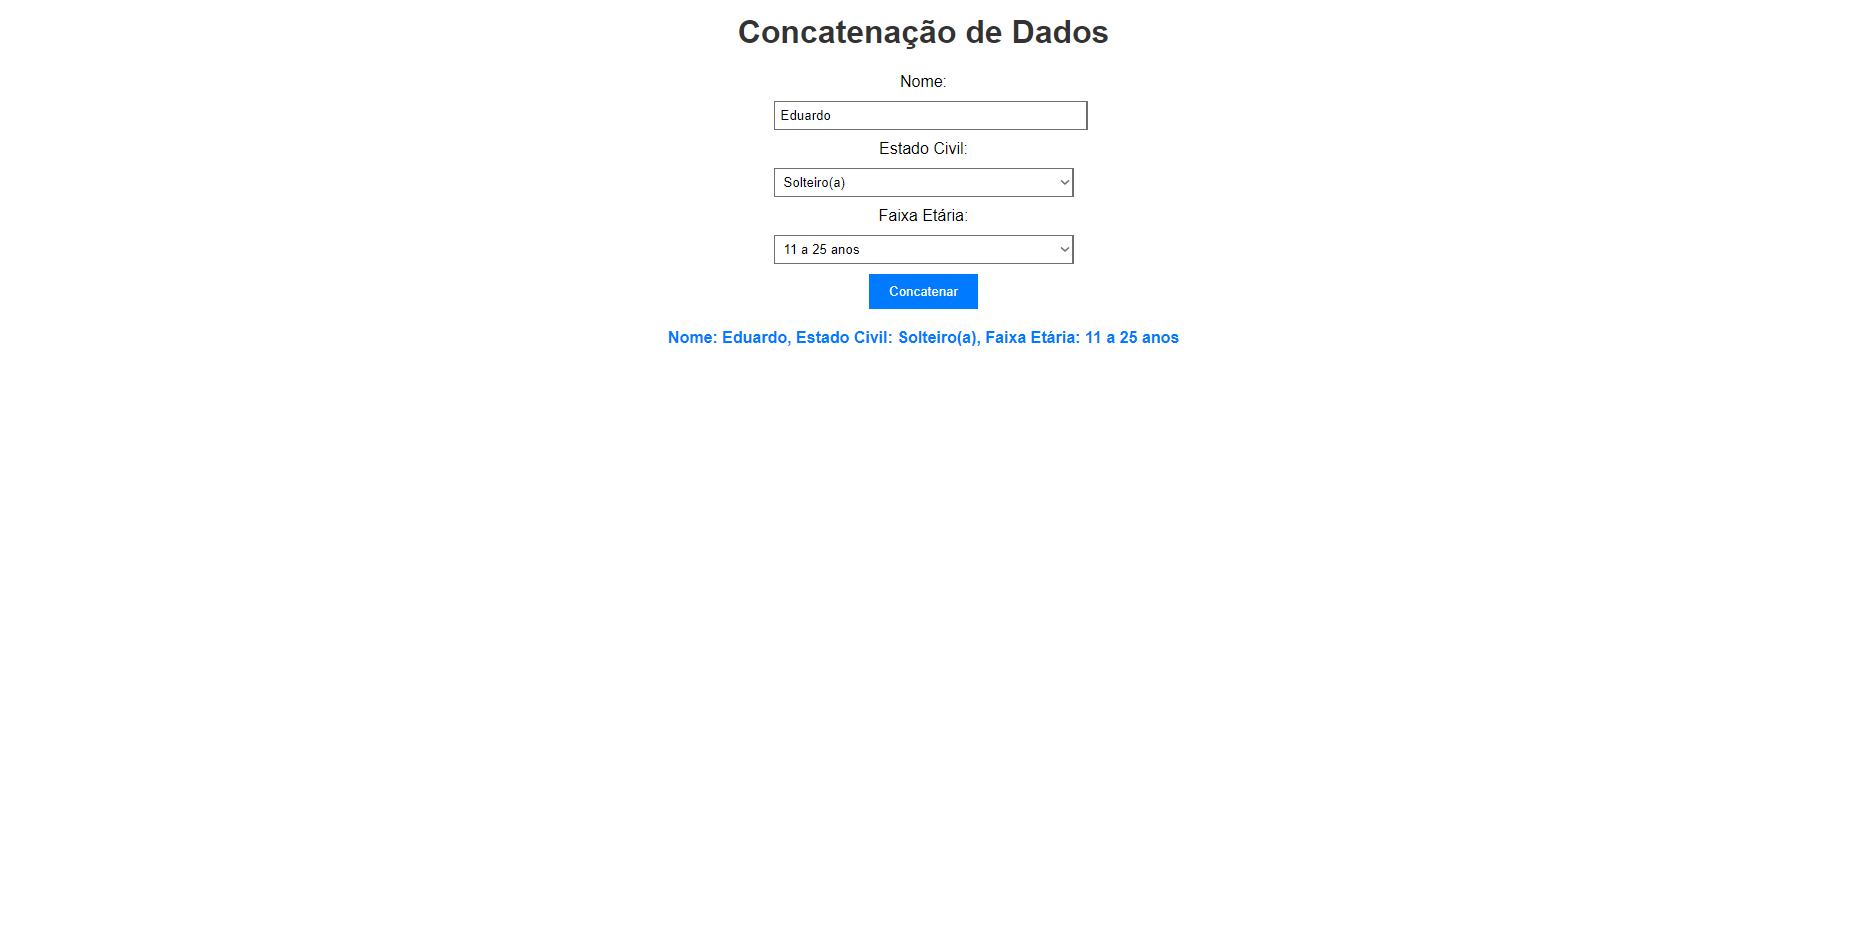 Concatenação de Dados
Nome:
Eduardo
Estado Civil:
Solteiro(a)
Faixa Etária:
11 a 25 anos
Concatenar
Nome: Eduardo, Estado Civil: Solteiro(a), Faixa Etária: 11 a 25 anos